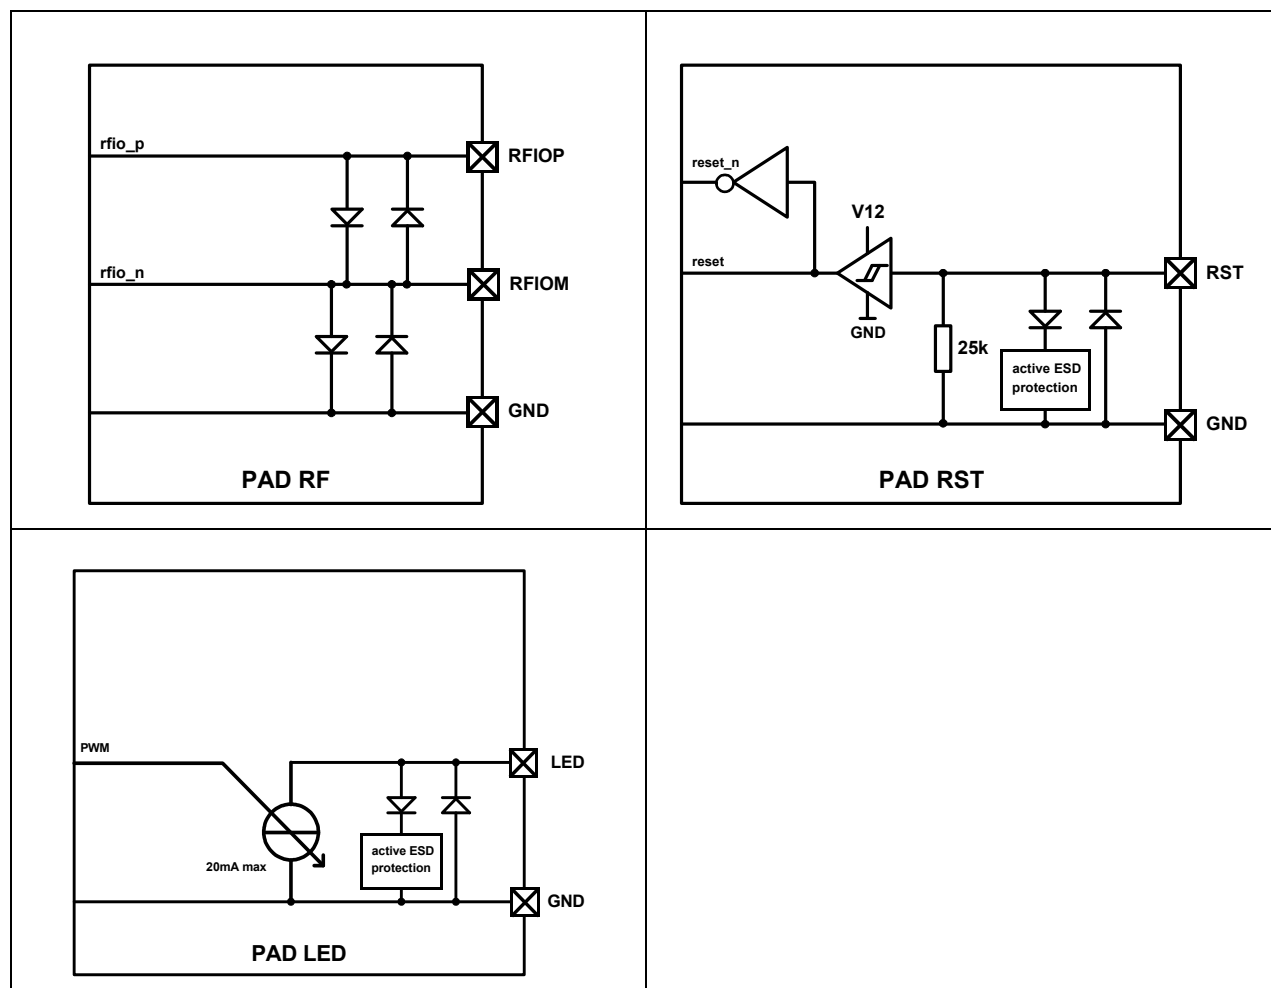 rfio_p
RFIOP
rfio_n
RFIOM
GND
PAD RF
reset_n
V12
reset
RST
GND
25k
active ESD
protection
GND
PAD RST
PWM
LED
active ESD
protection
20mA max
GND
PAD LED